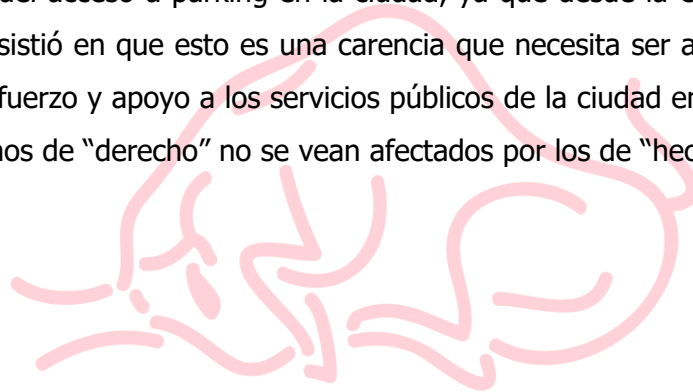 del acceso a parking en la ciudad, ya que desde la
sistió en que esto es una carencia que necesita ser a
fuerzo y apoyo a los servicios públicos de la ciudad en
nos de “derecho” no se vean afectados por los de “hec